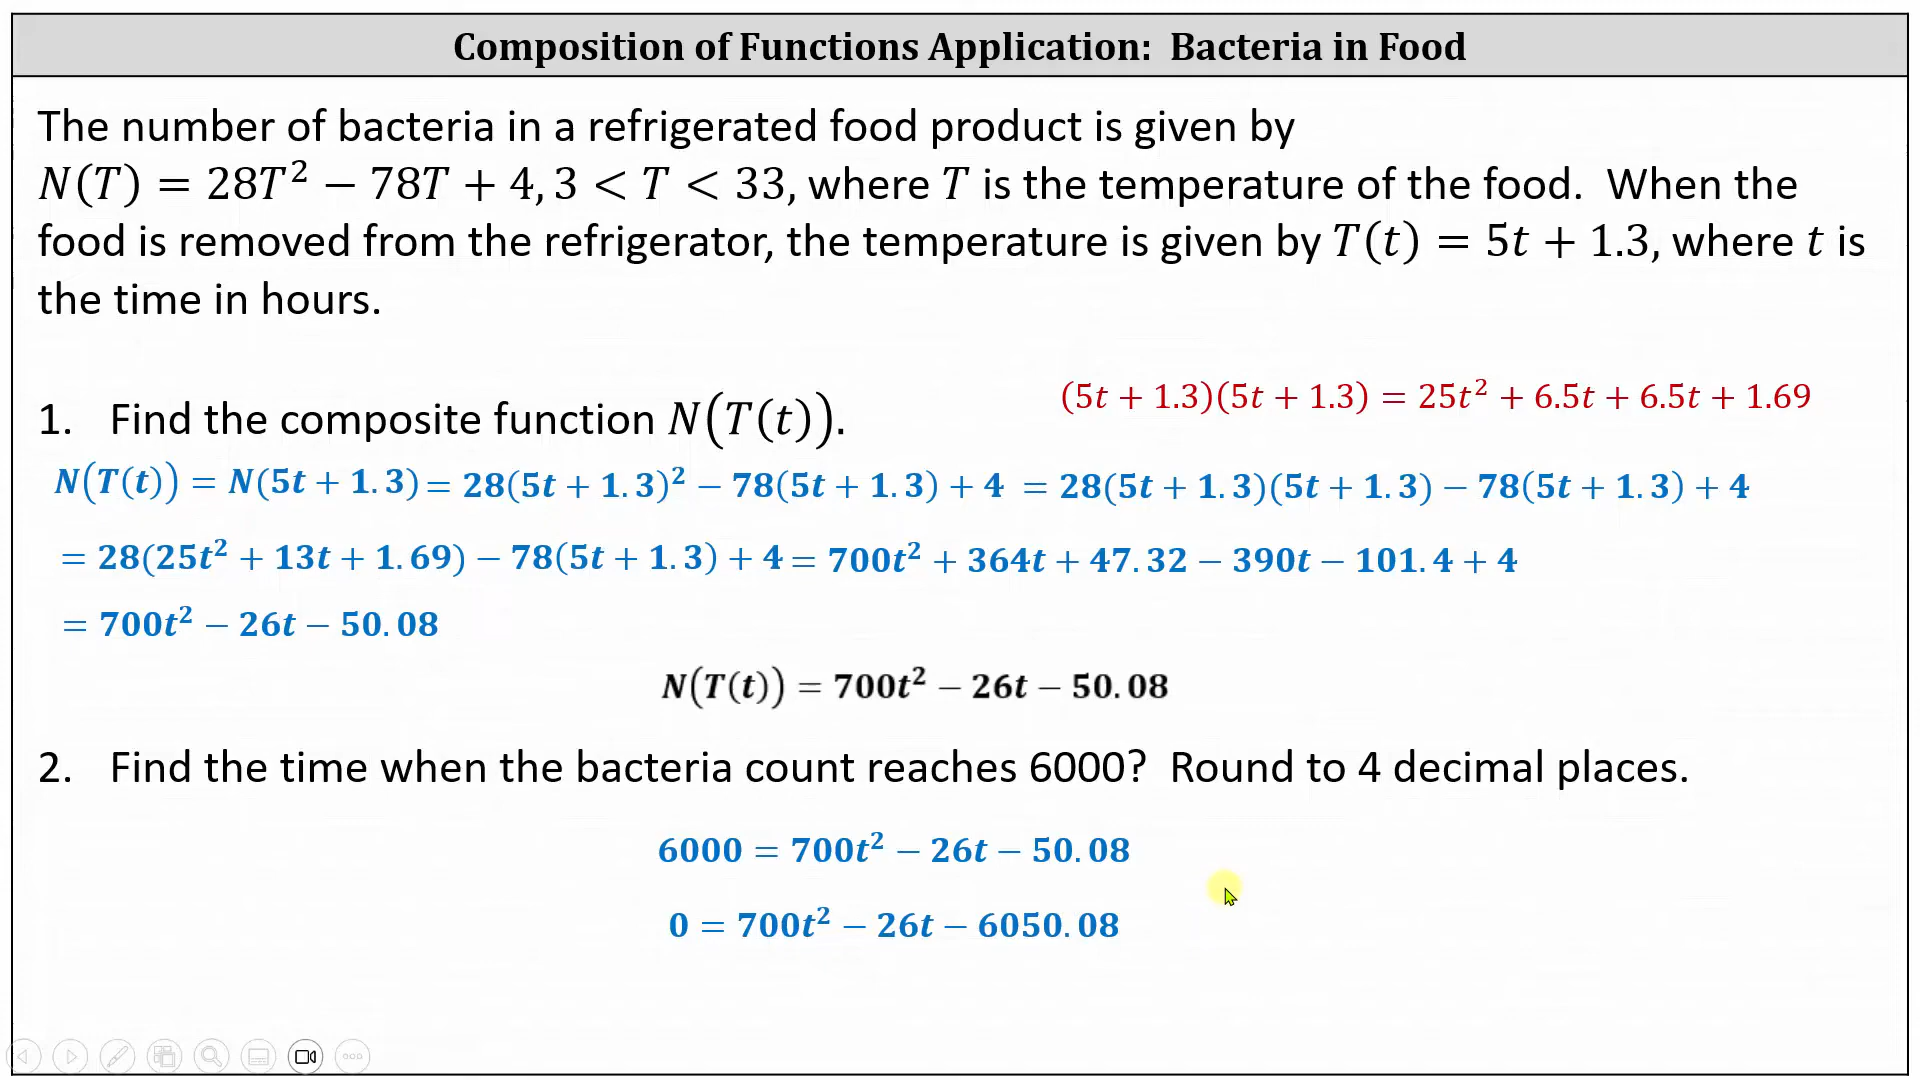 Composition of Functions Application: Bacteria in Food
The number of bacteria in a refrigerated food product is given by
N(T) = 28T² − 78T + 4, 3 < T < 33, where T is the temperature of the food. When the
food is removed from the refrigerator, the temperature is given by T(t) = 5t + 1.3, where t is
the time in hours.
(5t + 1.3)(5t + 1.3) = 25t² + 6.5t + 6.5t + 1.69
1. Find the composite function N(T(t)).
N(T(t)) = N(5t + 1.3) = 28(5t + 1.3)² − 78(5t + 1.3) + 4 = 28(5t + 1.3)(5t + 1.3) − 78(5t + 1.3) + 4
= 28(25t² + 13t + 1.69) − 78(5t + 1.3) + 4 = 700t² + 364t + 47.32 − 390t − 101.4 + 4
= 700t² − 26t − 50.08
N(T(t)) = 700t² − 26t − 50.08
2. Find the time when the bacteria count reaches 6000? Round to 4 decimal places.
6000 = 700t² − 26t − 50.08
0 = 700t² − 26t − 6050.08